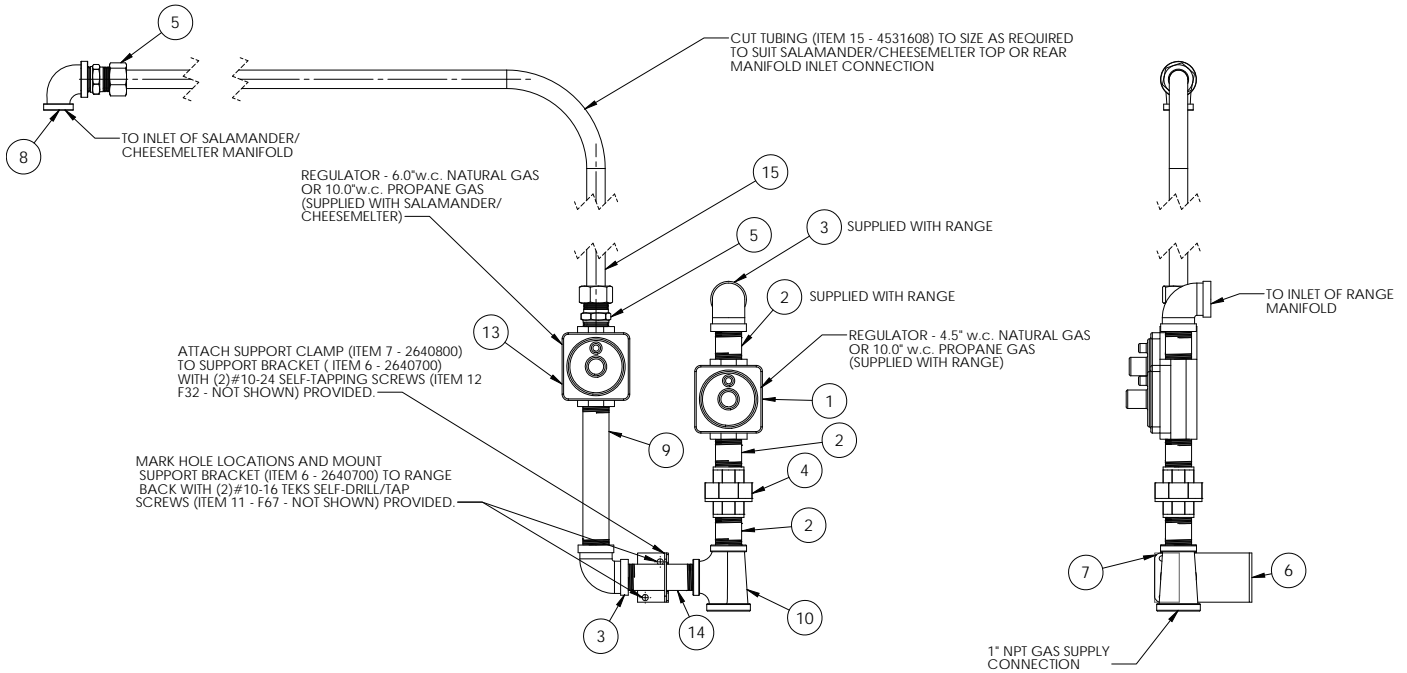 5
CUT TUBING (ITEM 15 - 4531608) TO SIZE AS REQUIRED
TO SUIT SALAMANDER/CHEESEMELTER TOP OR REAR
MANIFOLD INLET CONNECTION
8
TO INLET OF SALAMANDER/
CHEESEMELTER MANIFOLD
REGULATOR - 6.0"w.c. NATURAL GAS
OR 10.0"w.c. PROPANE GAS
(SUPPLIED WITH SALAMANDER/
CHEESEMELTER)
15
5
3
SUPPLIED WITH RANGE
2
SUPPLIED WITH RANGE
TO INLET OF RANGE
MANIFOLD
13
REGULATOR - 4.5" w.c. NATURAL GAS
OR 10.0" w.c. PROPANE GAS
(SUPPLIED WITH RANGE)
ATTACH SUPPORT CLAMP (ITEM 7 - 2640800)
TO SUPPORT BRACKET ( ITEM 6 - 2640700)
WITH (2)#10-24 SELF-TAPPING SCREWS (ITEM 12
F32 - NOT SHOWN) PROVIDED.
1
9
2
4
MARK HOLE LOCATIONS AND MOUNT
SUPPORT BRACKET (ITEM 6 - 2640700) TO RANGE
BACK WITH (2)#10-16 TEKS SELF-DRILL/TAP
SCREWS (ITEM 11 - F67 - NOT SHOWN) PROVIDED.
2
7
6
3
14
10
1" NPT GAS SUPPLY
CONNECTION